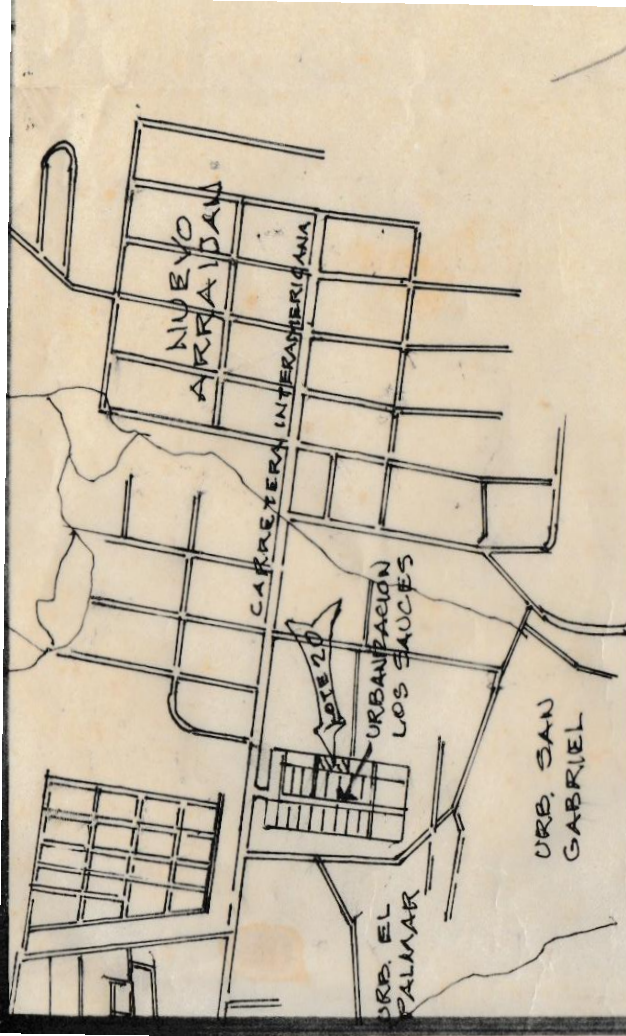 NUEVO
ARRAIJAN
CARRETERA INTERAMERICANA
LOTE 20
URBANIZACION
LOS SAUCES
URB. SAN
GABRIEL
URB. EL
PALMAR